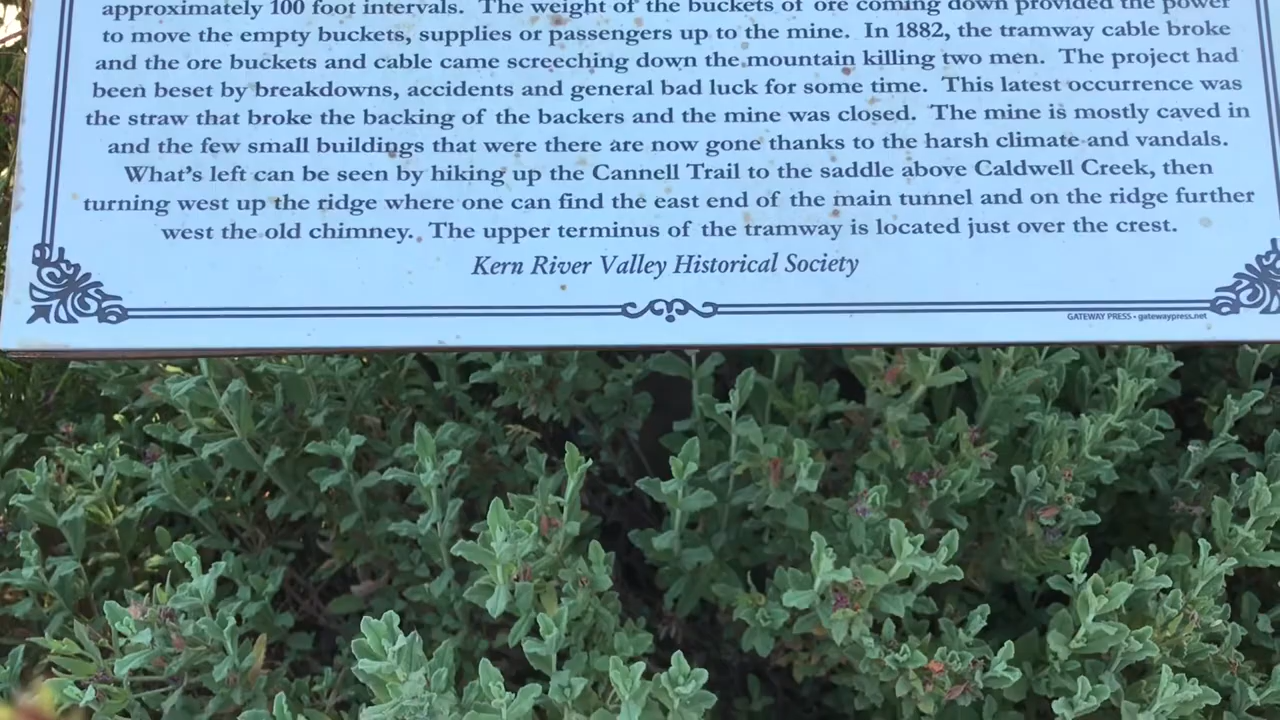 approximately 100 foot intervals. The weight of the buckets of ore coming down provided the power
to move the empty buckets, supplies or passengers up to the mine. In 1882, the tramway cable broke
and the ore buckets and cable came screeching down the mountain killing two men. The project had
been beset by breakdowns, accidents and general bad luck for some time. This latest occurrence was
the straw that broke the backing of the backers and the mine was closed. The mine is mostly caved in
and the few small buildings that were there are now gone thanks to the harsh climate and vandals.
What's left can be seen by hiking up the Cannell Trail to the saddle above Caldwell Creek, then
turning west up the ridge where one can find the east end of the main tunnel and on the ridge further
west the old chimney. The upper terminus of the tramway is located just over the crest.
Kern River Valley Historical Society
GATEWAY PRESS • gatewaypress.net